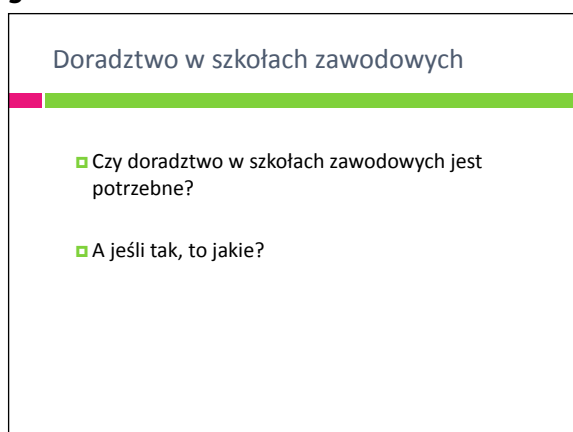 Doradztwo w szkołach zawodowych
Czy doradztwo w szkołach zawodowych jest
potrzebne?
A jeśli tak, to jakie?